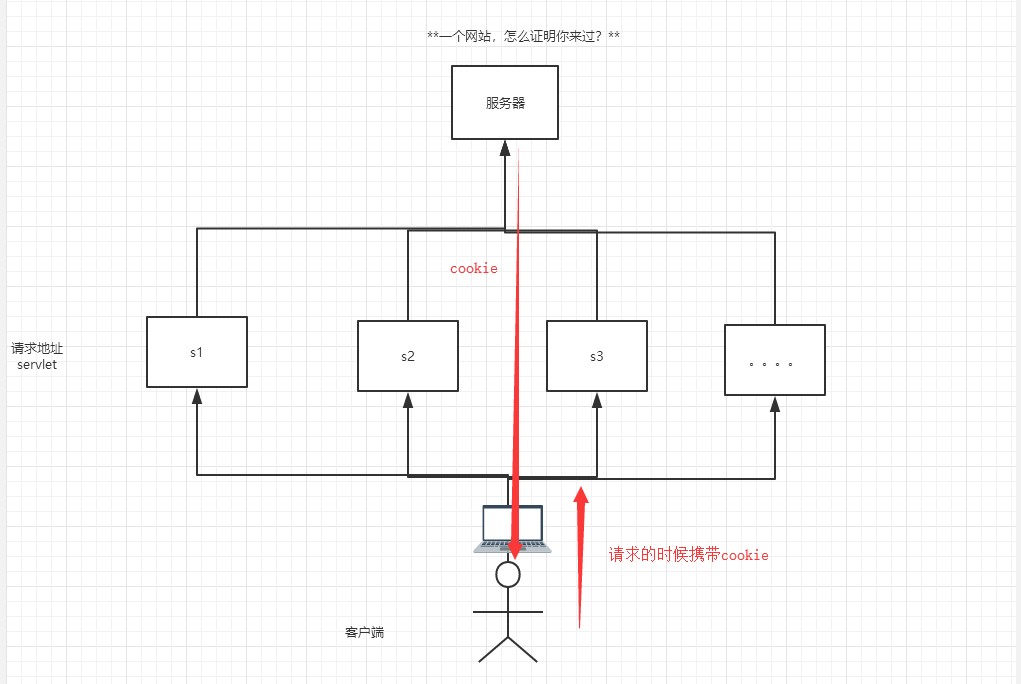 **一个网站，怎么证明你来过？**
服务器
cookie
请求地址
servlet
s1
s2
s3
。。。。
请求的时候携带cookie
客户端